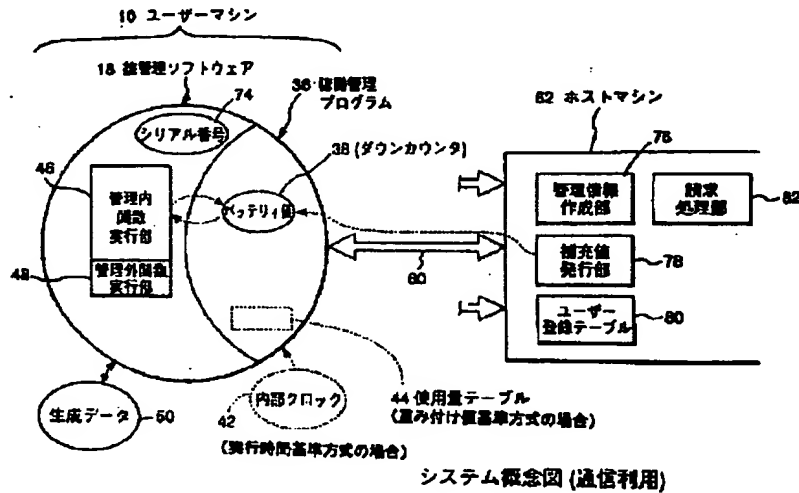 10 ユーザーマシン
18 被管理ソフトウェア
74
シリアル番号
36 稼働管理
プログラム
38 (ダウンカウンタ)
バッテリィ値
46
管理内
関数
実行部
48
管理外関数
実行部
生成データ
50
42
内部クロック
(実行時間基準方式の場合)
44 使用量テーブル
(重み付け値基準方式の場合)
60
62 ホストマシン
76
管理情報
作成部
請求
処理部
82
補充値
発行部
78
ユーザー
登録テーブル
80
システム概念図 (通信利用)